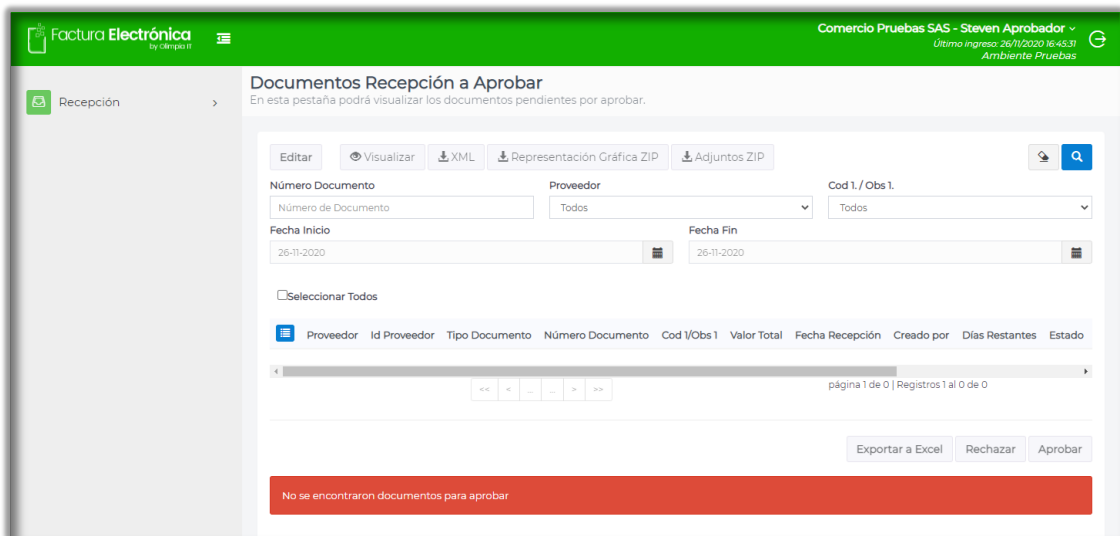 Factura Electrónica
by Olimpia IT
Comercio Pruebas SAS - Steven Aprobador
Último ingreso: 26/11/2020 16:45:31
Ambiente Pruebas
Recepción
Documentos Recepción a Aprobar
En esta pestaña podrá visualizar los documentos pendientes por aprobar.
Editar Visualizar XML Representación Gráfica ZIP Adjuntos ZIP
Número Documento Proveedor Cod 1. / Obs 1.
Número de Documento Todos Todos
Fecha Inicio Fecha Fin
26-11-2020 26-11-2020
Seleccionar Todos
Proveedor Id Proveedor Tipo Documento Número Documento Cod 1/Obs 1 Valor Total Fecha Recepción Creado por Días Restantes Estado
<< < ... ... > >> página 1 de 0 | Registros 1 al 0 de 0
Exportar a Excel Rechazar Aprobar
No se encontraron documentos para aprobar